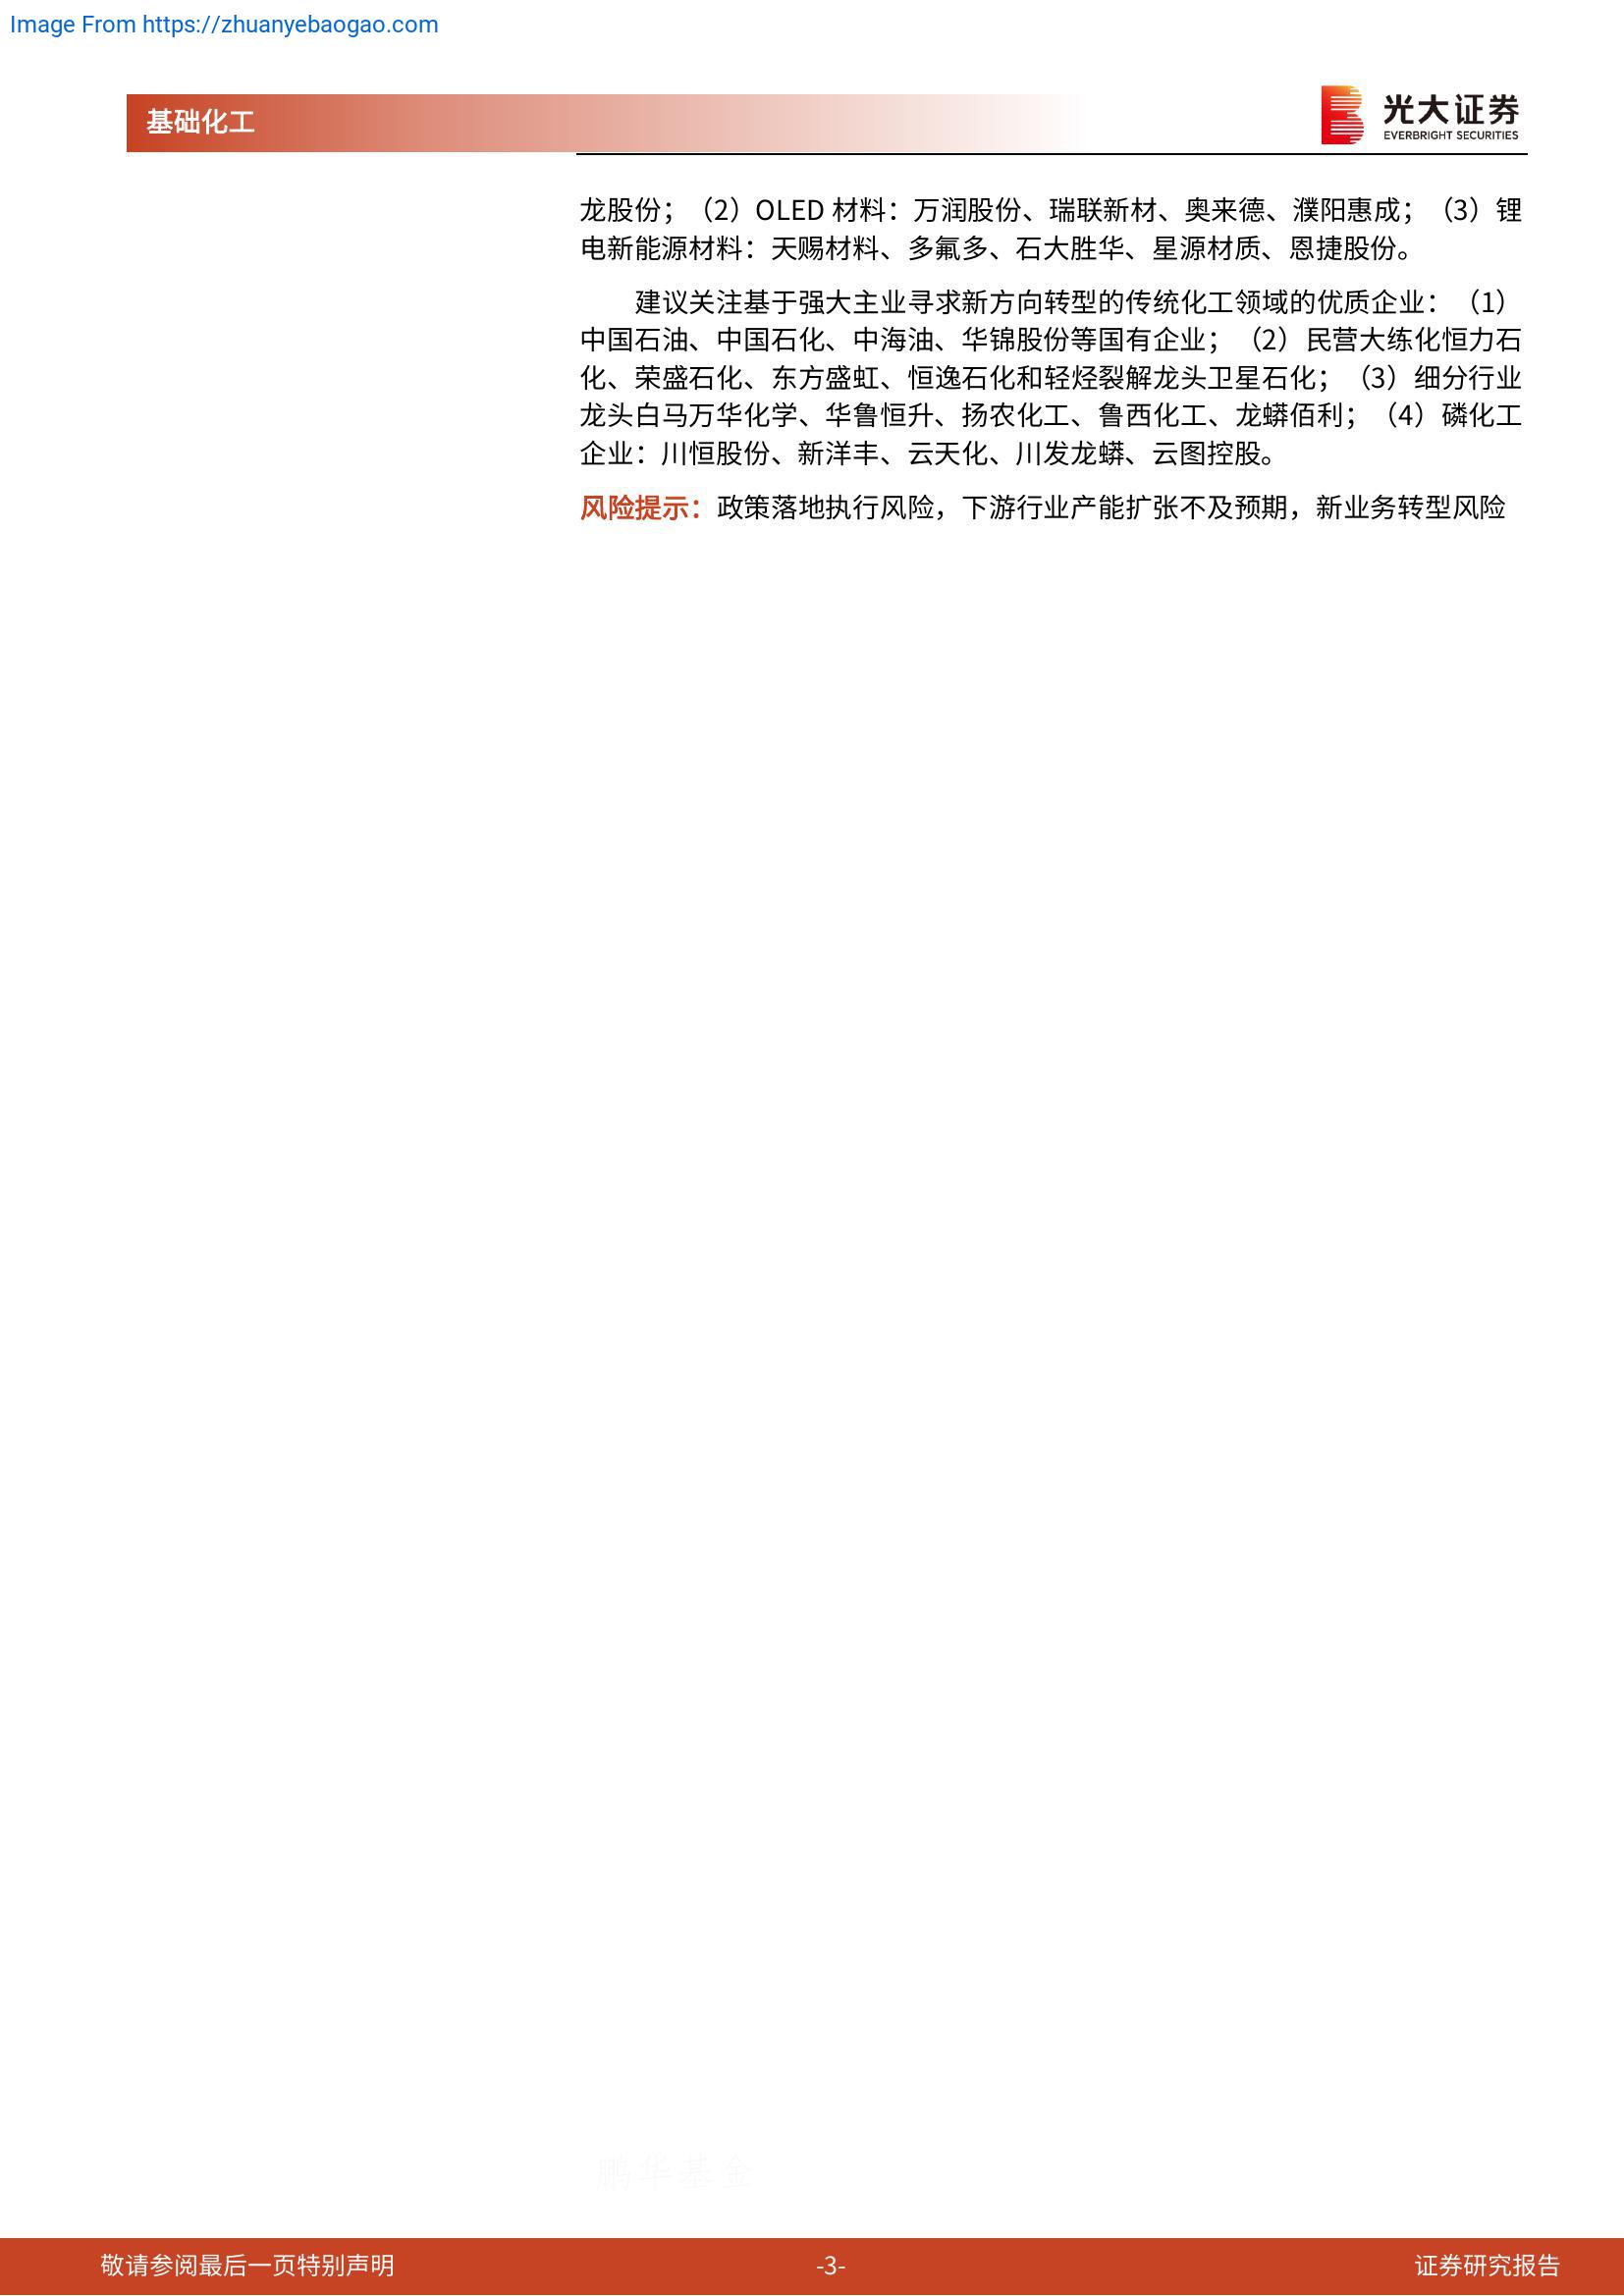 Image From https://zhuanyebaogao.com
基础化工
光大证券
EVERBRIGHT SECURITIES
龙股份；（2）OLED 材料：万润股份、瑞联新材、奥来德、濮阳惠成；（3）锂
电新能源材料：天赐材料、多氟多、石大胜华、星源材质、恩捷股份。
建议关注基于强大主业寻求新方向转型的传统化工领域的优质企业：（1）
中国石油、中国石化、中海油、华锦股份等国有企业；（2）民营大练化恒力石
化、荣盛石化、东方盛虹、恒逸石化和轻烃裂解龙头卫星石化；（3）细分行业
龙头白马万华化学、华鲁恒升、扬农化工、鲁西化工、龙蟒佰利；（4）磷化工
企业：川恒股份、新洋丰、云天化、川发龙蟒、云图控股。
风险提示：政策落地执行风险，下游行业产能扩张不及预期，新业务转型风险
鹏华基金
敬请参阅最后一页特别声明
-3-
证券研究报告